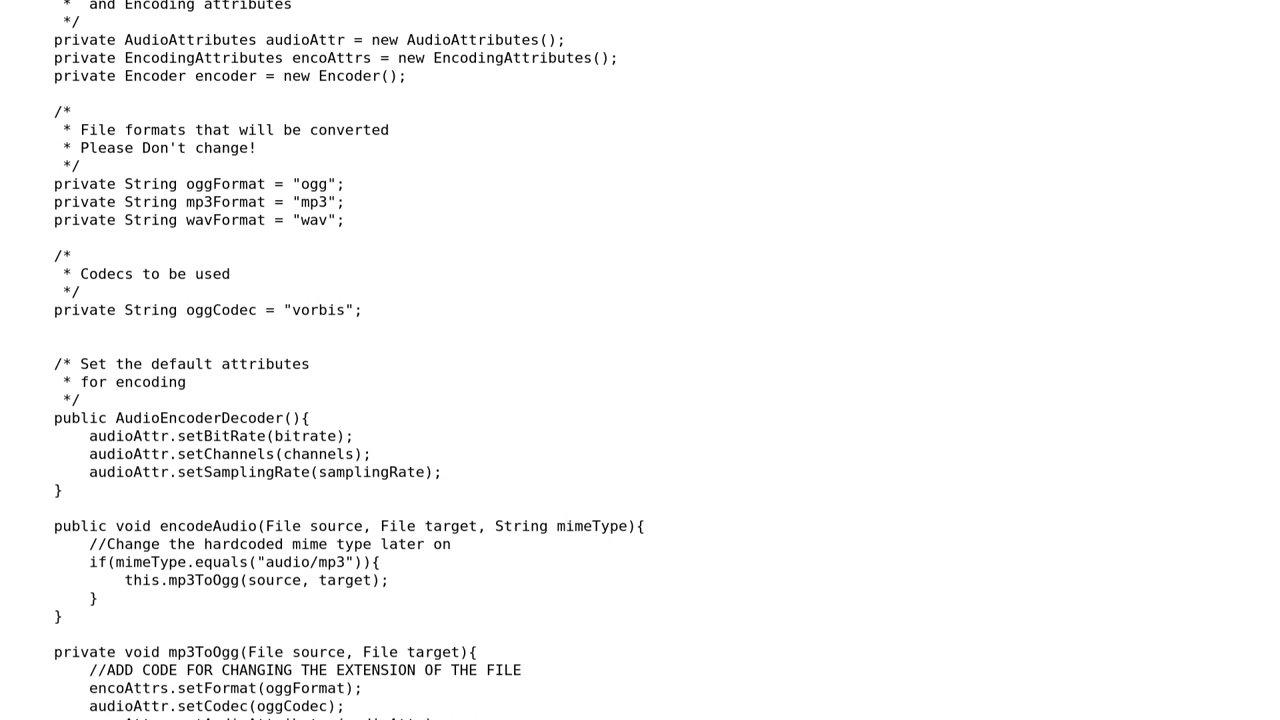 *  and Encoding attributes
 */
private AudioAttributes audioAttr = new AudioAttributes();
private EncodingAttributes encoAttrs = new EncodingAttributes();
private Encoder encoder = new Encoder();

/*
 * File formats that will be converted
 * Please Don't change!
 */
private String oggFormat = "ogg";
private String mp3Format = "mp3";
private String wavFormat = "wav";

/*
 * Codecs to be used
 */
private String oggCodec = "vorbis";


/* Set the default attributes
 * for encoding
 */
public AudioEncoderDecoder(){
    audioAttr.setBitRate(bitrate);
    audioAttr.setChannels(channels);
    audioAttr.setSamplingRate(samplingRate);
}

public void encodeAudio(File source, File target, String mimeType){
    //Change the hardcoded mime type later on
    if(mimeType.equals("audio/mp3")){
        this.mp3ToOgg(source, target);
    }
}

private void mp3ToOgg(File source, File target){
    //ADD CODE FOR CHANGING THE EXTENSION OF THE FILE
    encoAttrs.setFormat(oggFormat);
    audioAttr.setCodec(oggCodec);